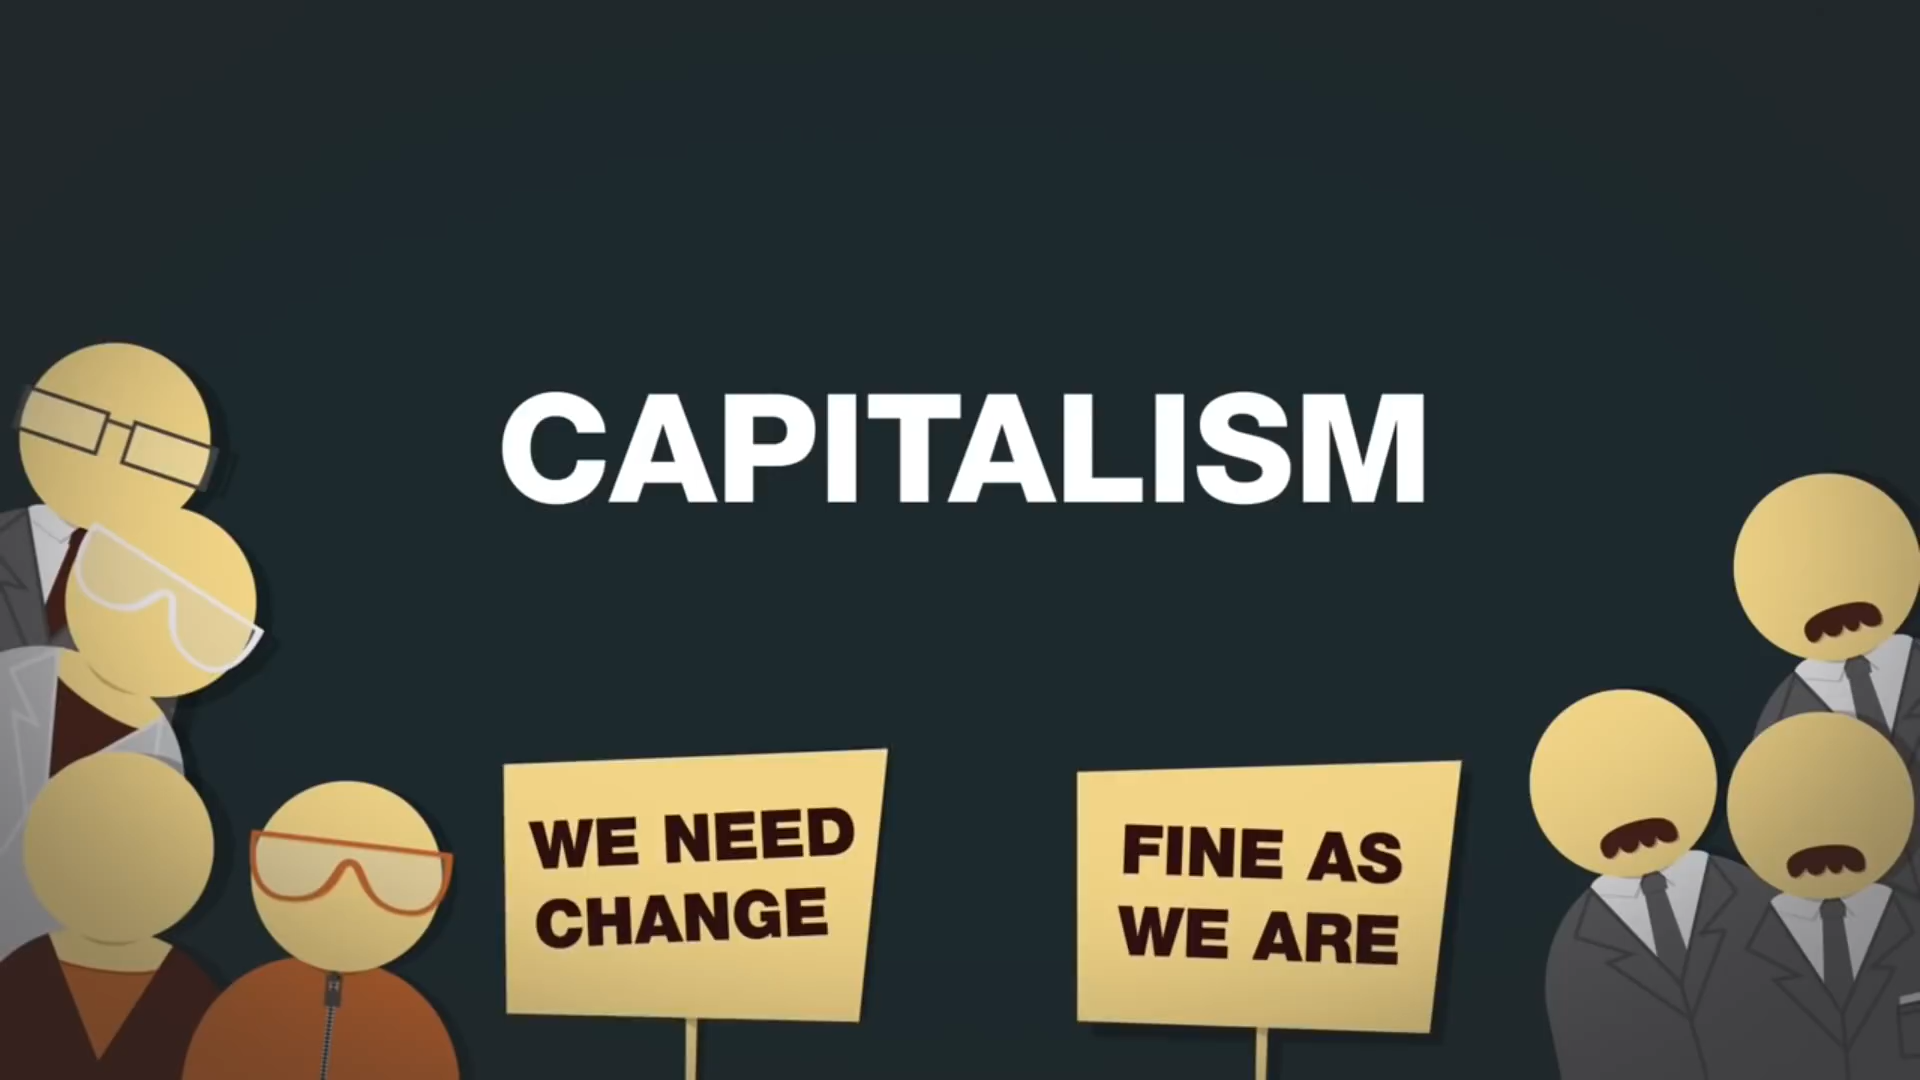 CAPITALISM
WE NEED
CHANGE
FINE AS
WE ARE